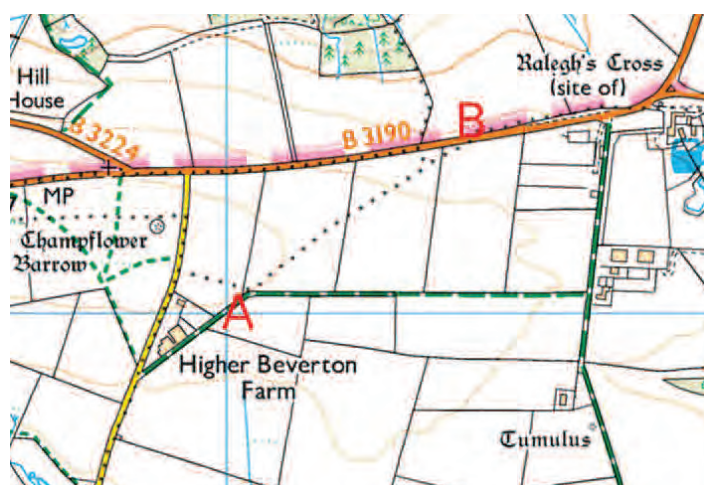 Hill
House
B 3224
B 3190
Ralegh's Cross
(site of)
B
MP
Champflower
Barrow
A
Higher Beverton
Farm
Tumulus